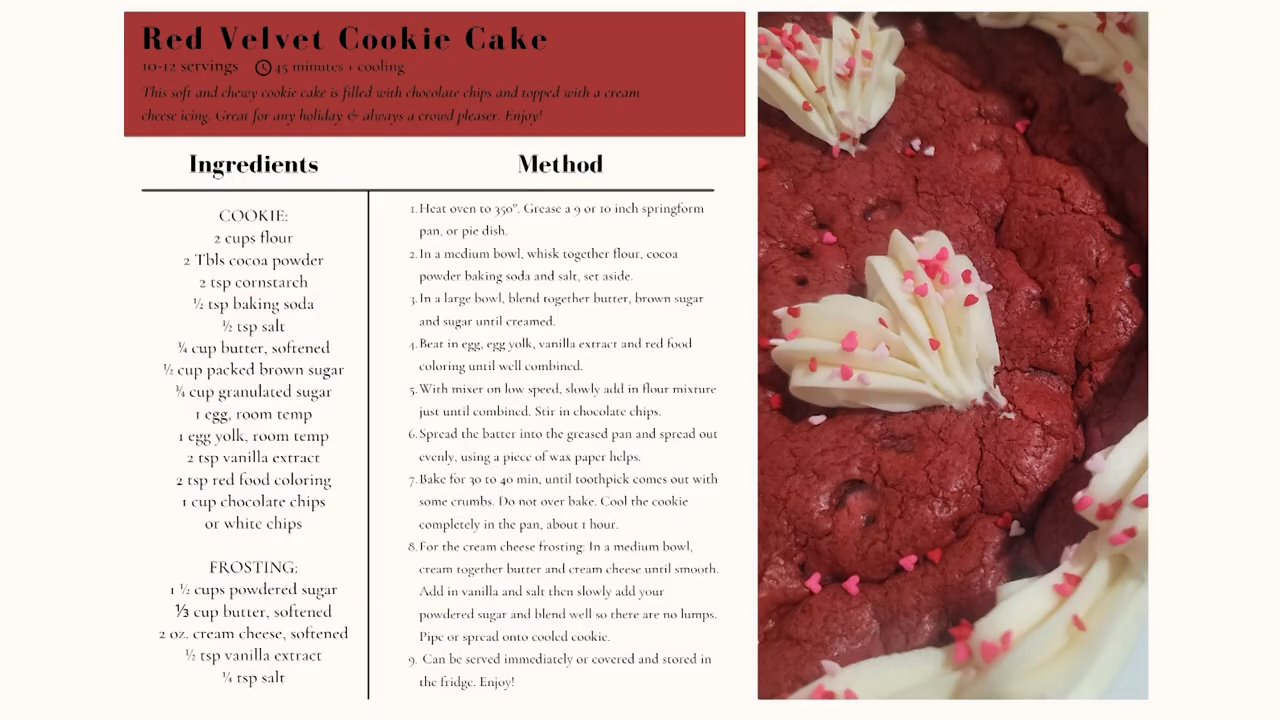 Red Velvet Cookie Cake
10-12 servings 45 minutes + cooling
This soft and chewy cookie cake is filled with chocolate chips and topped with a cream
cheese icing. Great for any holiday & always a crowd pleaser. Enjoy!
Ingredients
COOKIE:
2 cups flour
2 Tbls cocoa powder
2 tsp cornstarch
½ tsp baking soda
½ tsp salt
¾ cup butter, softened
½ cup packed brown sugar
¾ cup granulated sugar
1 egg, room temp
1 egg yolk, room temp
2 tsp vanilla extract
2 tsp red food coloring
1 cup chocolate chips
or white chips
FROSTING:
1 ½ cups powdered sugar
⅓ cup butter, softened
2 oz. cream cheese, softened
½ tsp vanilla extract
¼ tsp salt
Method
1. Heat oven to 350°. Grease a 9 or 10 inch springform
pan, or pie dish.
2. In a medium bowl, whisk together flour, cocoa
powder baking soda and salt, set aside.
3. In a large bowl, blend together butter, brown sugar
and sugar until creamed.
4. Beat in egg, egg yolk, vanilla extract and red food
coloring until well combined.
5. With mixer on low speed, slowly add in flour mixture
just until combined. Stir in chocolate chips.
6. Spread the batter into the greased pan and spread out
evenly, using a piece of wax paper helps.
7. Bake for 30 to 40 min, until toothpick comes out with
some crumbs. Do not over bake. Cool the cookie
completely in the pan, about 1 hour.
8. For the cream cheese frosting: In a medium bowl,
cream together butter and cream cheese until smooth.
Add in vanilla and salt then slowly add your
powdered sugar and blend well so there are no lumps.
Pipe or spread onto cooled cookie.
9. Can be served immediately or covered and stored in
the fridge. Enjoy!